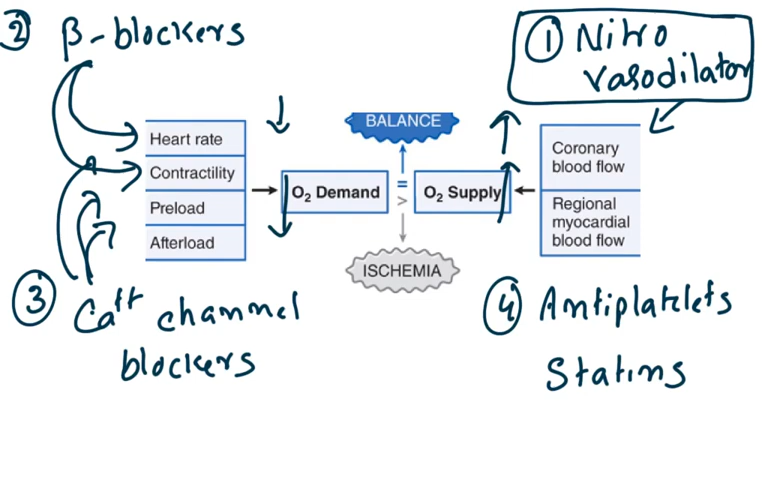 ② β-blockers
① Nitro
vasodilator
BALANCE
Heart rate
Contractility
Preload
Afterload
O₂ Demand
=
>
O₂ Supply
Coronary
blood flow
Regional
myocardial
blood flow
ISCHEMIA
③ Ca⁺⁺ channel
blockers
④ Antiplatelets
Statins